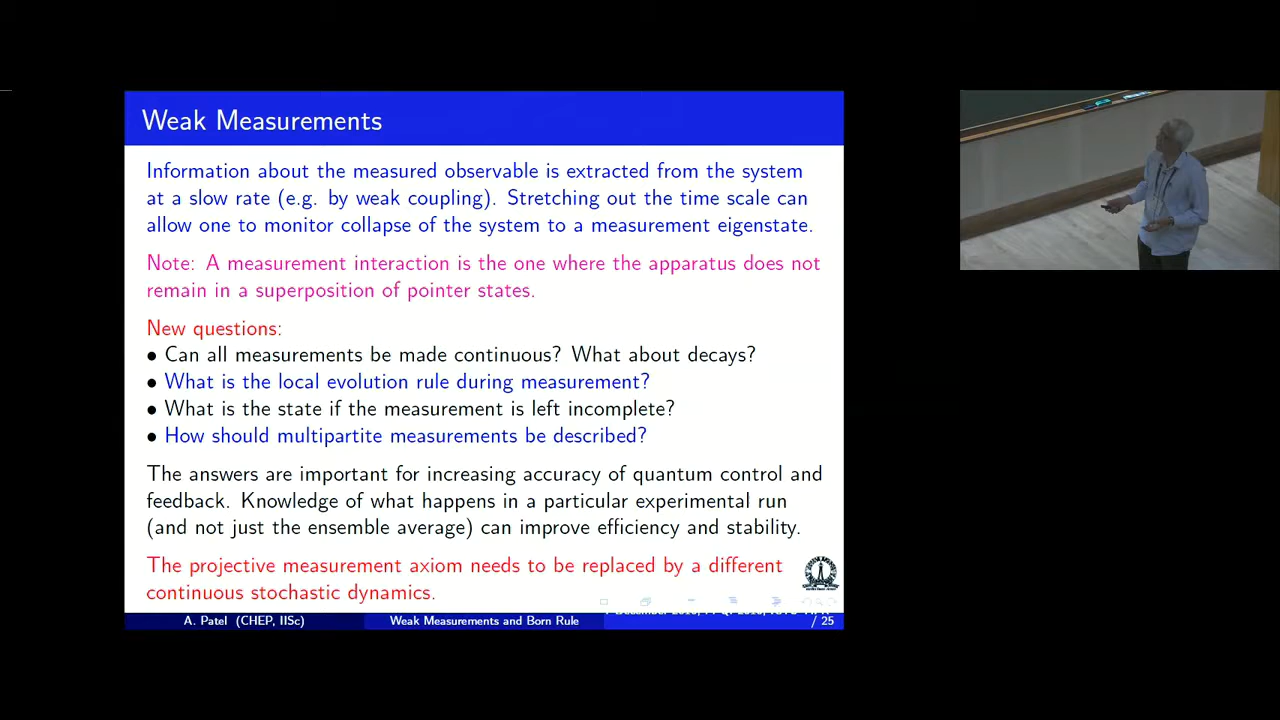 Weak Measurements
Information about the measured observable is extracted from the system
at a slow rate (e.g. by weak coupling). Stretching out the time scale can
allow one to monitor collapse of the system to a measurement eigenstate.
Note: A measurement interaction is the one where the apparatus does not
remain in a superposition of pointer states.
New questions:
• Can all measurements be made continuous? What about decays?
• What is the local evolution rule during measurement?
• What is the state if the measurement is left incomplete?
• How should multipartite measurements be described?
The answers are important for increasing accuracy of quantum control and
feedback. Knowledge of what happens in a particular experimental run
(and not just the ensemble average) can improve efficiency and stability.
The projective measurement axiom needs to be replaced by a different
continuous stochastic dynamics.
A. Patel (CHEP, IISc)
Weak Measurements and Born Rule
/ 25